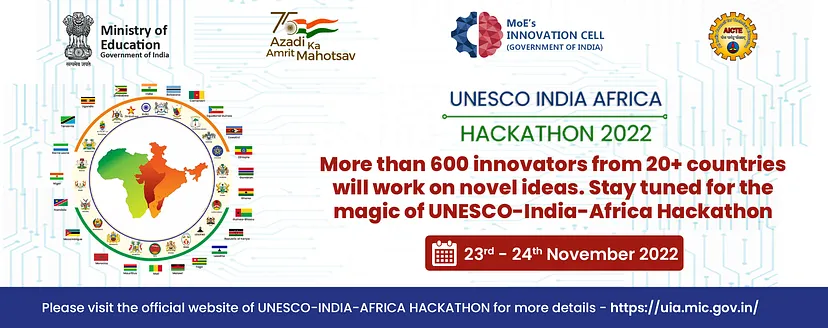 Ministry of
Education
Government of India
75
Azadi Ka
Amrit Mahotsav
MoE's
INNOVATION CELL
(GOVERNMENT OF INDIA)
AICTE
UNESCO INDIA AFRICA
HACKATHON 2022
More than 600 innovators from 20+ countries
will work on novel ideas. Stay tuned for the
magic of UNESCO-India-Africa Hackathon
23rd - 24th November 2022
Please visit the official website of UNESCO-INDIA-AFRICA HACKATHON for more details - https://uia.mic.gov.in/